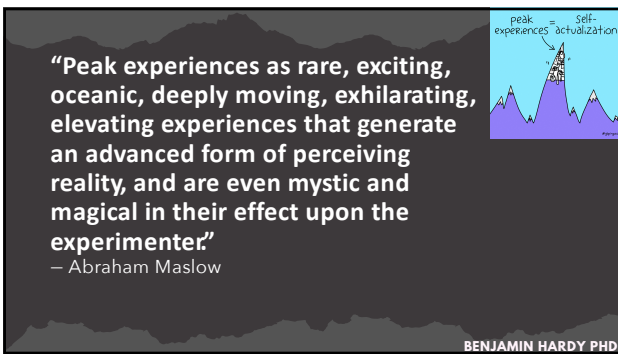 “Peak experiences as rare, exciting,
oceanic, deeply moving, exhilarating,
elevating experiences that generate
an advanced form of perceiving
reality, and are even mystic and
magical in their effect upon the
experimenter.”
– Abraham Maslow
peak = self-
experiences actualization
BENJAMIN HARDY PHD